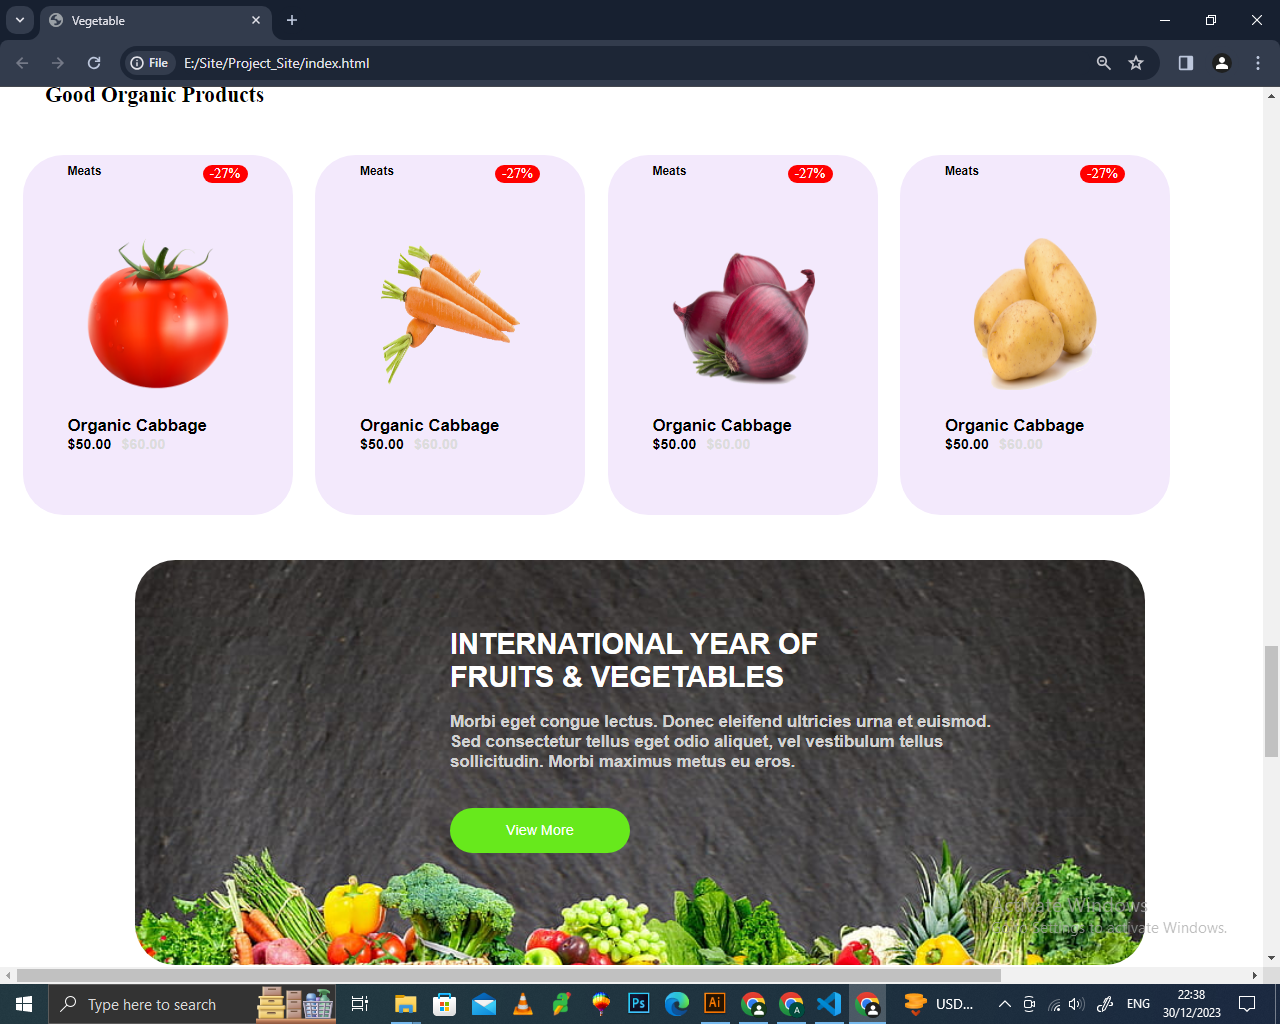 Vegetable
File
E:/Site/Project_Site/index.html
Good Organic Products
Meats
-27%
Meats
-27%
Meats
-27%
Meats
-27%
Organic Cabbage
$50.00 $60.00
Organic Cabbage
$50.00 $60.00
Organic Cabbage
$50.00 $60.00
Organic Cabbage
$50.00 $60.00
INTERNATIONAL YEAR OF
FRUITS & VEGETABLES
Morbi eget congue lectus. Donec eleifend ultricies urna et euismod.
Sed consectetur tellus eget odio aliquet, vel vestibulum tellus
sollicitudin. Morbi maximus metus eu eros.
View More
Activate Windows
Settings to activate Windows.
Type here to search
Ps
Ai
A
USD...
ENG
22:38
30/12/2023